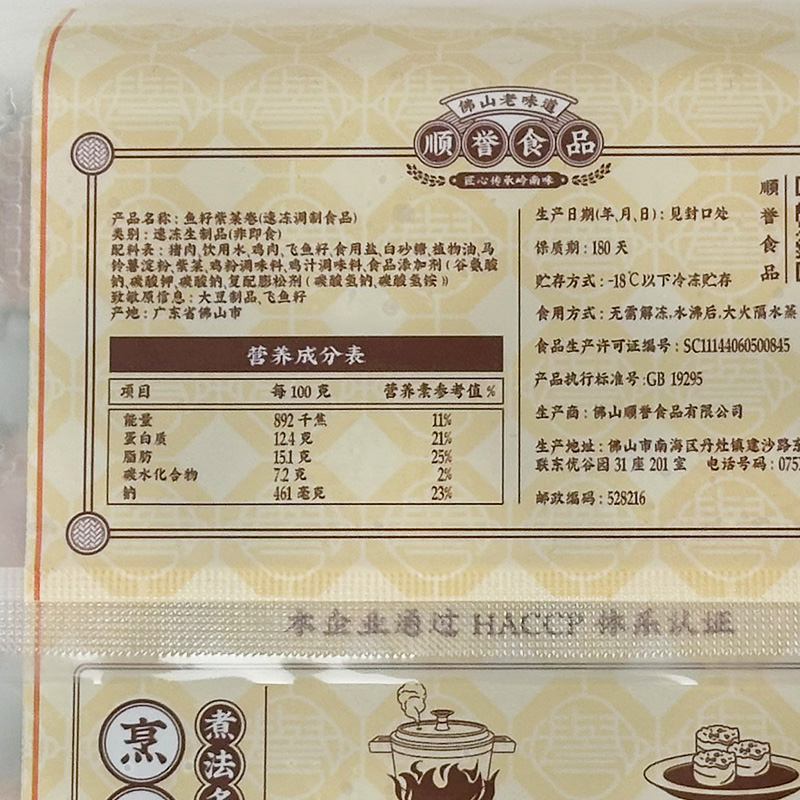 佛山老味道
顺誉食品
匠心传承岭南味
产品名称：鱼籽紫菜卷(速冻调制食品)
类别：速冻生制品(非即食)
配料表：猪肉,饮用水,鸡肉,飞鱼籽,食用盐,白砂糖,植物油,马
铃薯淀粉,紫菜,鸡粉调味料,鸡汁调味料,食品添加剂(谷氨酸
钠,碳酸钾,碳酸钠,复配膨松剂(碳酸氢钠,碳酸氢铵))
致敏原信息：大豆制品,飞鱼籽
产地：广东省佛山市
营养成分表
项目 每100克 营养素参考值%
能量 892千焦 11%
蛋白质 12.4克 21%
脂肪 15.1克 25%
碳水化合物 7.2克 2%
钠 461毫克 23%
生产日期(年、月、日)：见封口处
保质期：180天
贮存方式：-18℃以下冷冻贮存
食用方式：无需解冻,水沸后,大火隔水蒸
食品生产许可证编号：SC11144060500845
产品执行标准号:GB 19295
生产商：佛山顺誉食品有限公司
生产地址：佛山市南海区丹灶镇建沙路东
联东优谷园31座201室 电话号码：075
邮政编码：528216
顺誉食品
本企业通过HACCP体系认证
烹
煮法